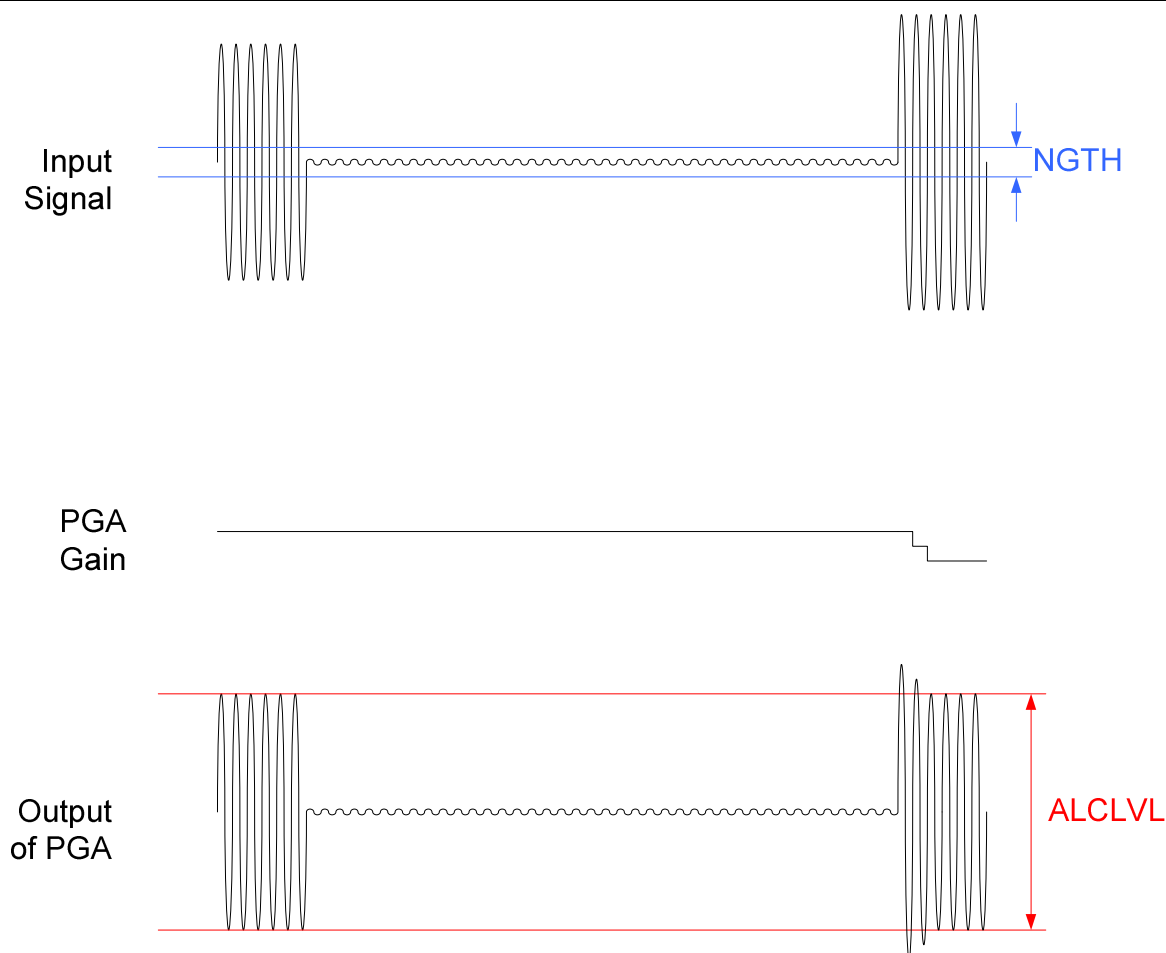 Input
Signal
NGTH
PGA
Gain
Output
of PGA
ALCLVL